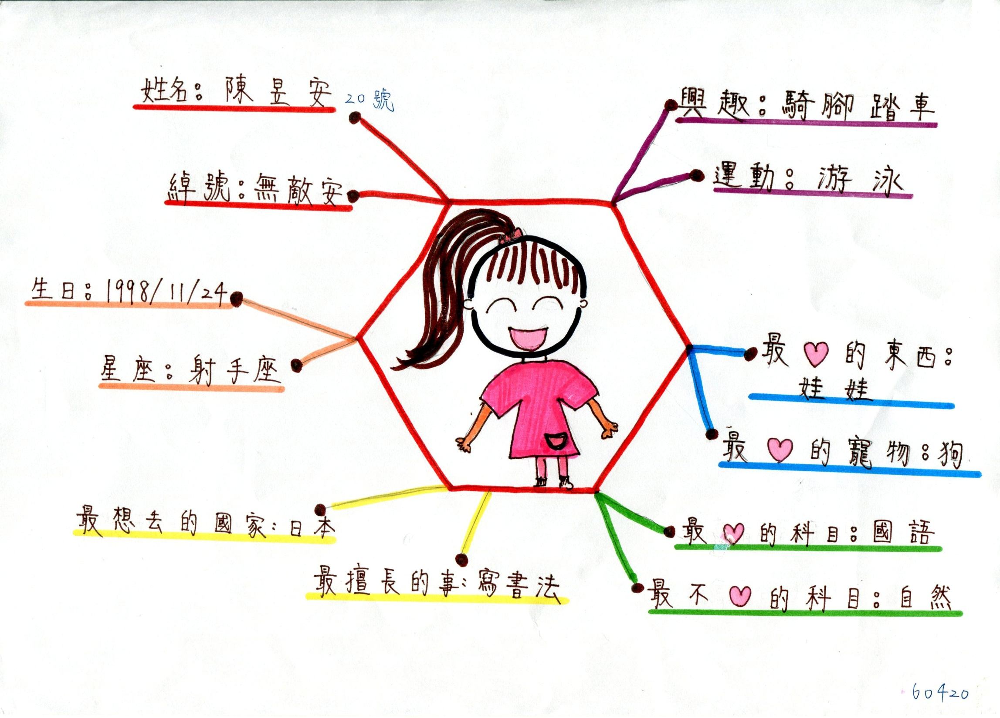 姓名：陳昱安 20號
綽號：無敵安
生日：1998/11/24
星座：射手座
最想去的國家：日本
最擅長的事：寫書法
興趣：騎腳踏車
運動：游泳
最♥的東西：
娃娃
最♥的寵物：狗
最♥的科目：國語
最不♥的科目：自然
60420